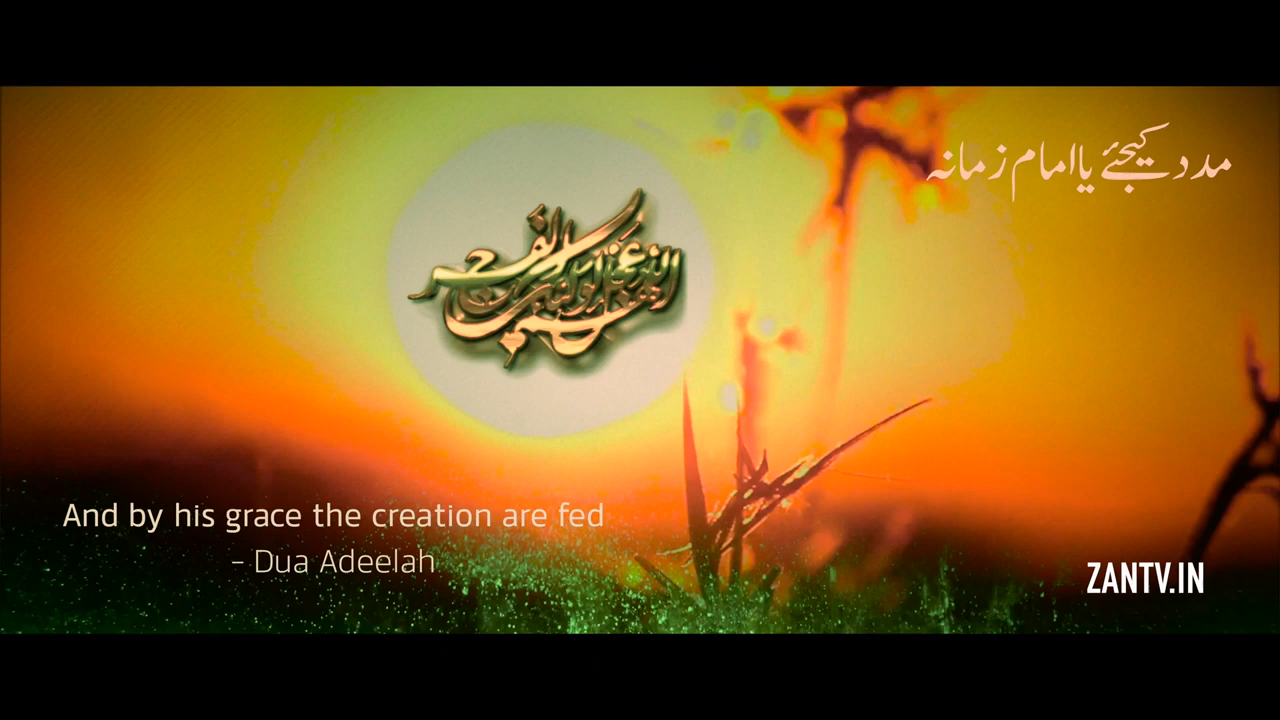 مدد کیجئے یا امام زمانہ
And by his grace the creation are fed
– Dua Adeelah
ZANTV.IN